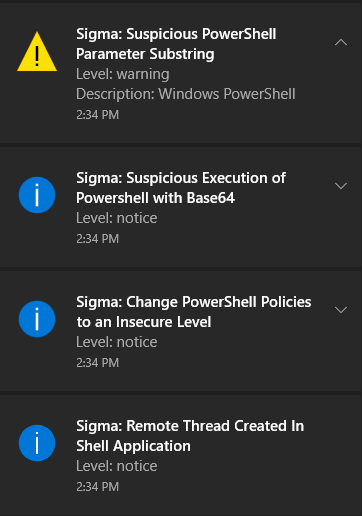 Sigma: Suspicious PowerShell
Parameter Substring
Level: warning
Description: Windows PowerShell
2:34 PM
Sigma: Suspicious Execution of
Powershell with Base64
Level: notice
2:34 PM
Sigma: Change PowerShell Policies
to an Insecure Level
Level: notice
2:34 PM
Sigma: Remote Thread Created In
Shell Application
Level: notice
2:34 PM